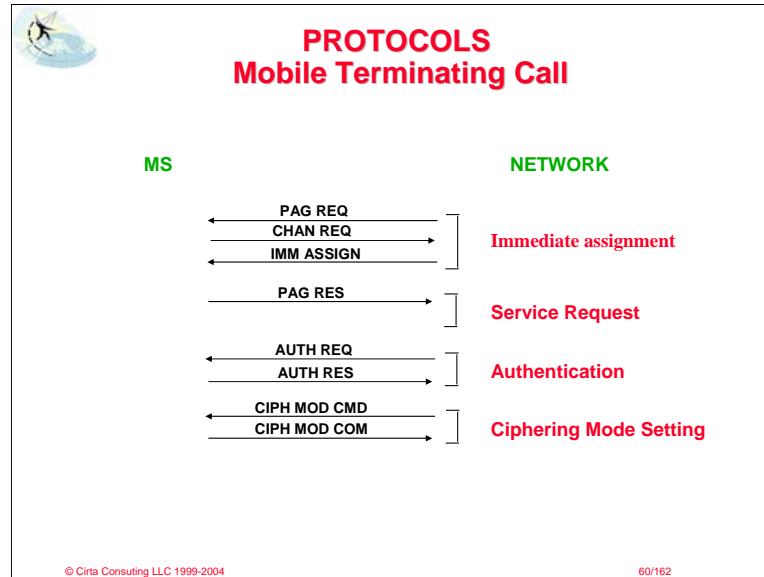 PROTOCOLS
Mobile Terminating Call
MS NETWORK
PAG REQ
CHAN REQ
Immediate assignment
IMM ASSIGN
PAG RES
Service Request
AUTH REQ
Authentication
AUTH RES
CIPH MOD CMD
CIPH MOD COM
Ciphering Mode Setting
© Cirta Consuting LLC 1999-2004 60/162